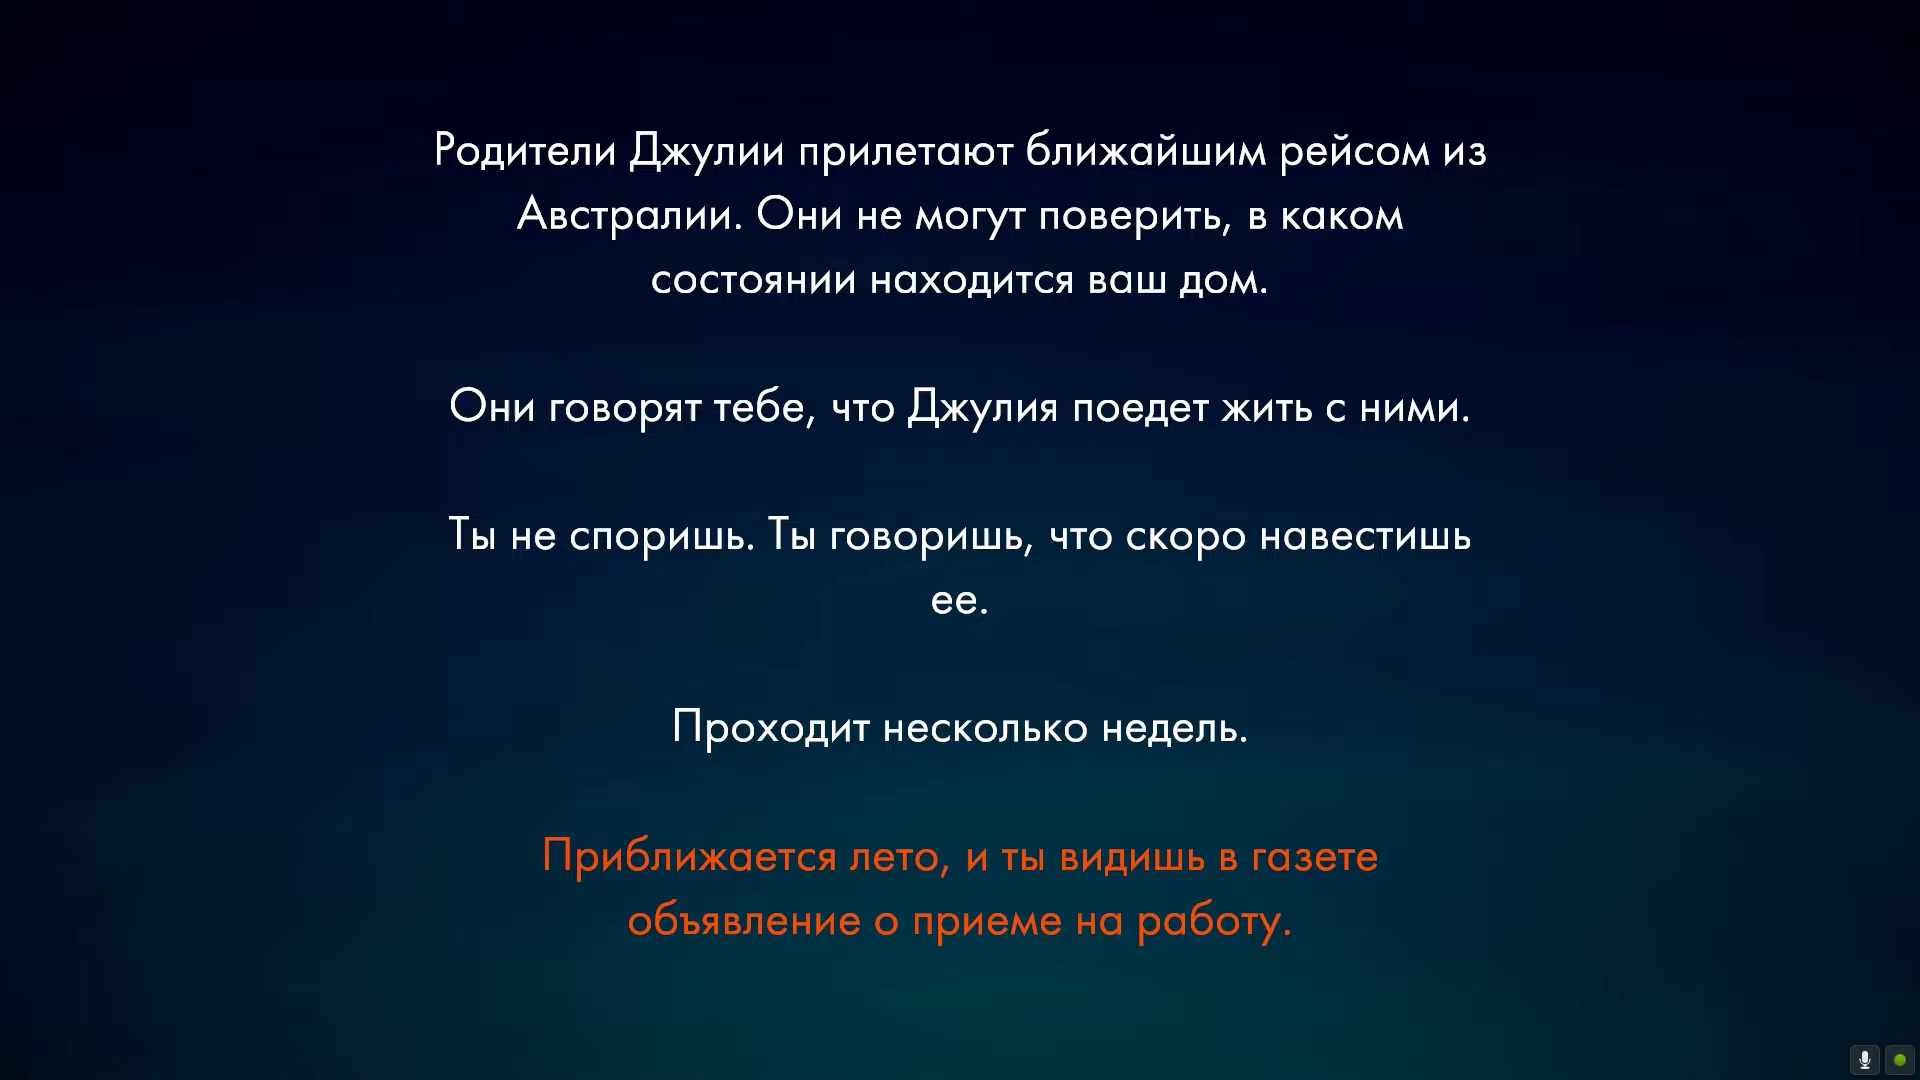 Родители Джулии прилетают ближайшим рейсом из
Австралии. Они не могут поверить, в каком
состоянии находится ваш дом.
Они говорят тебе, что Джулия поедет жить с ними.
Ты не споришь. Ты говоришь, что скоро навестишь
ее.
Проходит несколько недель.
Приближается лето, и ты видишь в газете
объявление о приеме на работу.